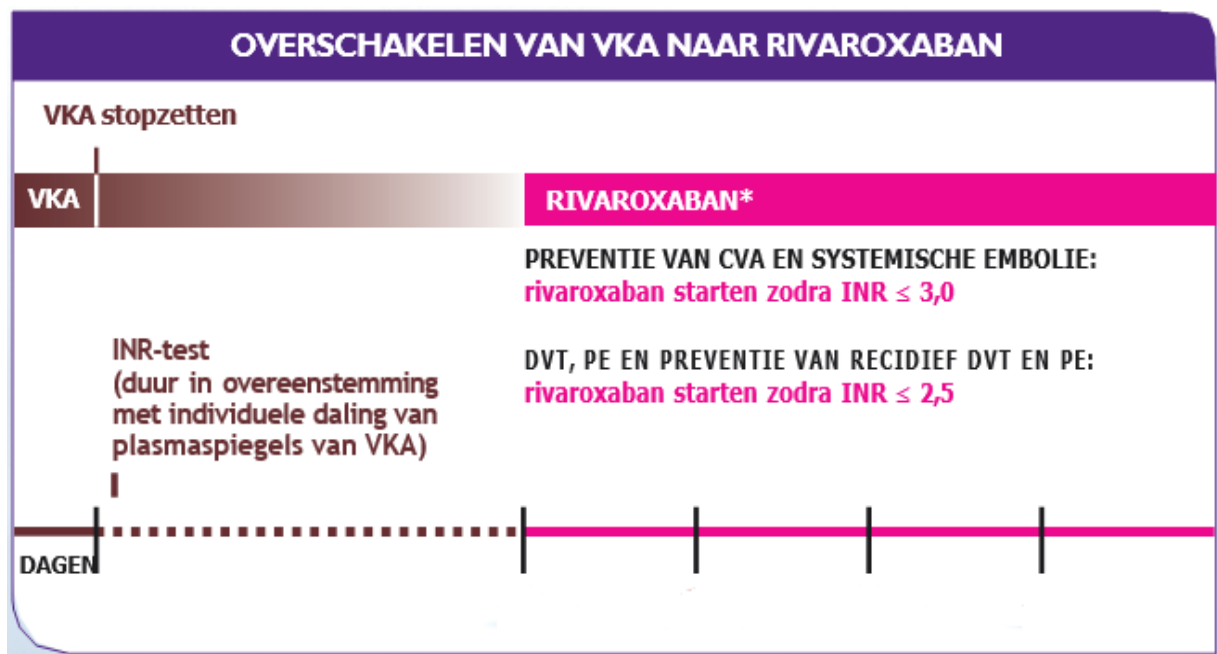 OVERSCHAKELEN VAN VKA NAAR RIVAROXABAN
VKA stopzetten
VKA
RIVAROXABAN*
PREVENTIE VAN CVA EN SYSTEMISCHE EMBOLIE:
rivaroxaban starten zodra INR ≤ 3,0
INR-test
(duur in overeenstemming
met individuele daling van
plasmaspiegels van VKA)
DVT, PE EN PREVENTIE VAN RECIDIEF DVT EN PE:
rivaroxaban starten zodra INR ≤ 2,5
DAGEN